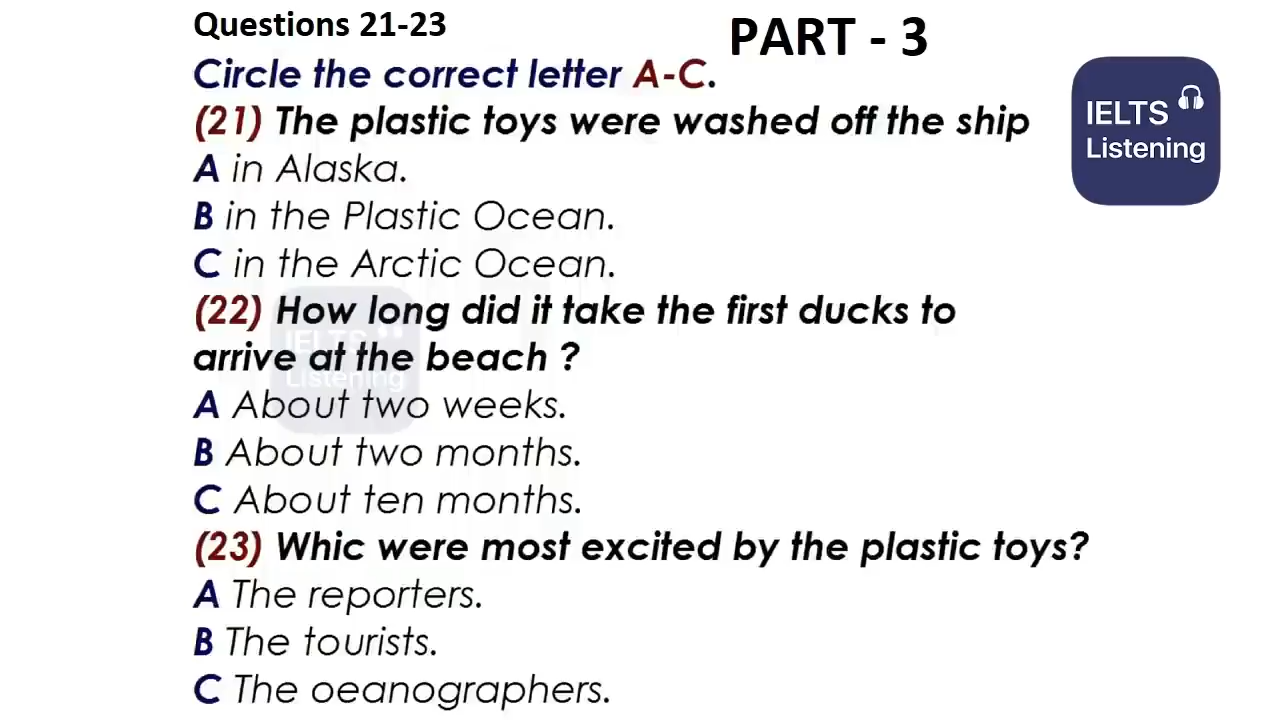 Questions 21-23
PART - 3
Circle the correct letter A-C.
(21) The plastic toys were washed off the ship
IELTS
Listening
A in Alaska.
B in the Plastic Ocean.
C in the Arctic Ocean.
(22) How long did it take the first ducks to
arrive at the beach ?
IELTS
Listening
A About two weeks.
B About two months.
C About ten months.
(23) Whic were most excited by the plastic toys?
A The reporters.
B The tourists.
C The oeanographers.